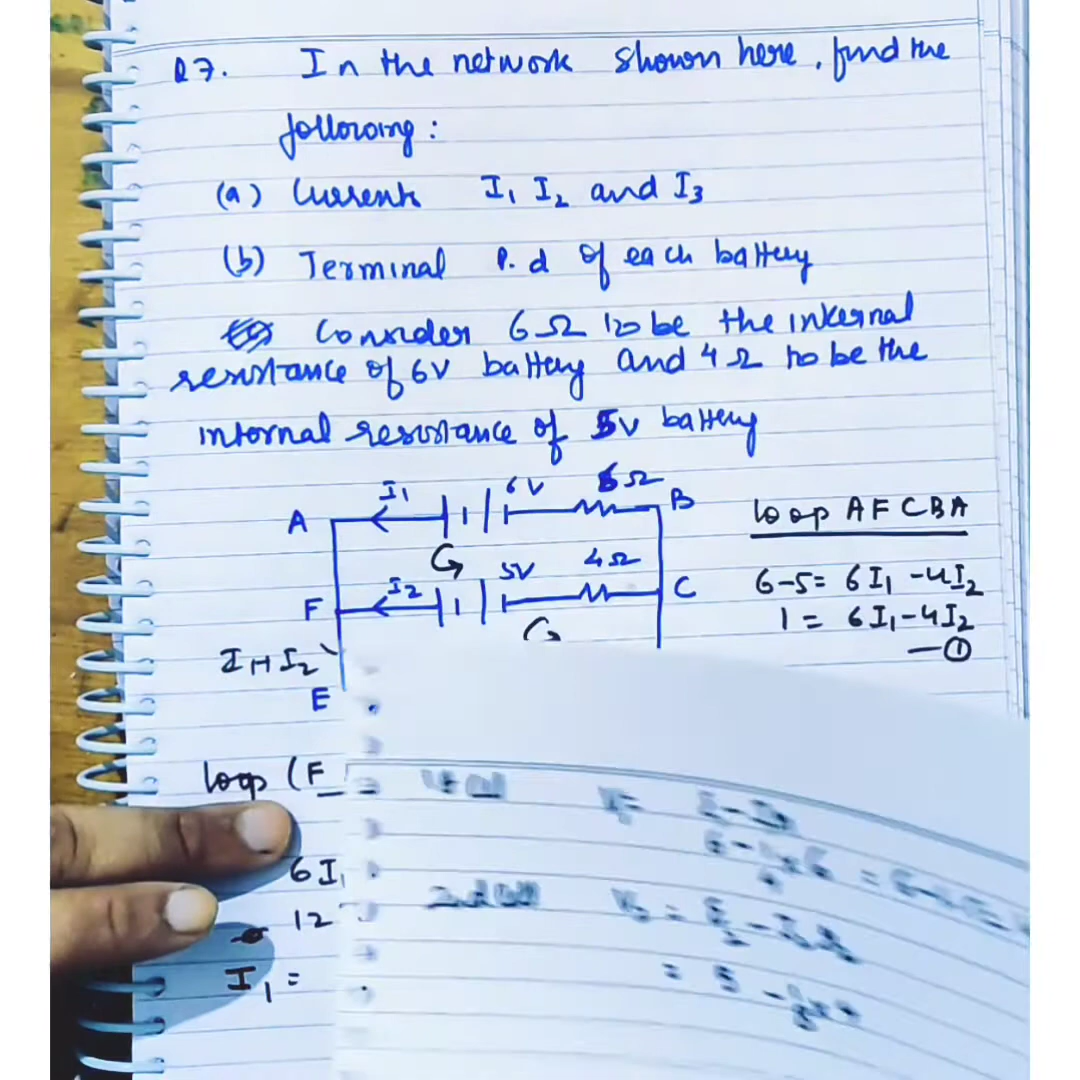 Q7. In the network shown here, find the
following:
(a) Current I₁ I₂ and I₃
(b) Terminal P.d of each battery
Consider 6Ω to be the internal
resistance of 6V battery and 4Ω to be the
internal resistance of 5V battery
A I₁ 6V 6Ω B
loop AFCBA
F I₂ 5V 4Ω C
6-5= 6I₁ -4I₂
1= 6I₁-4I₂
—①
I₁+I₂
E
loop (F
6I₁
12
I₁ =